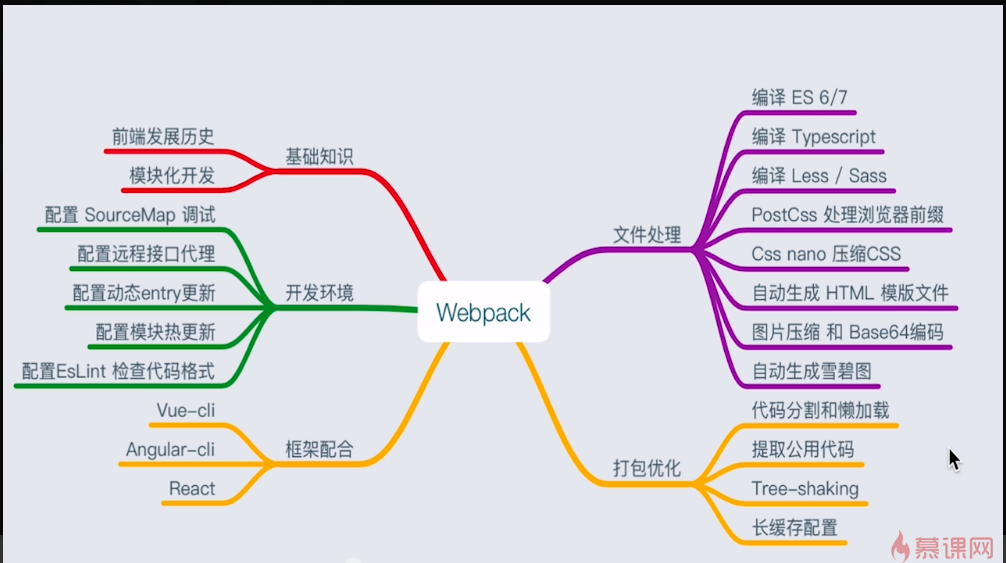 Webpack
基础知识
前端发展历史
模块化开发
开发环境
配置 SourceMap 调试
配置远程接口代理
配置动态entry更新
配置模块热更新
配置EsLint 检查代码格式
框架配合
Vue-cli
Angular-cli
React
文件处理
编译 ES 6/7
编译 Typescript
编译 Less / Sass
PostCss 处理浏览器前缀
Css nano 压缩CSS
自动生成 HTML 模版文件
图片压缩 和 Base64编码
自动生成雪碧图
打包优化
代码分割和懒加载
提取公用代码
Tree-shaking
长缓存配置
慕课网